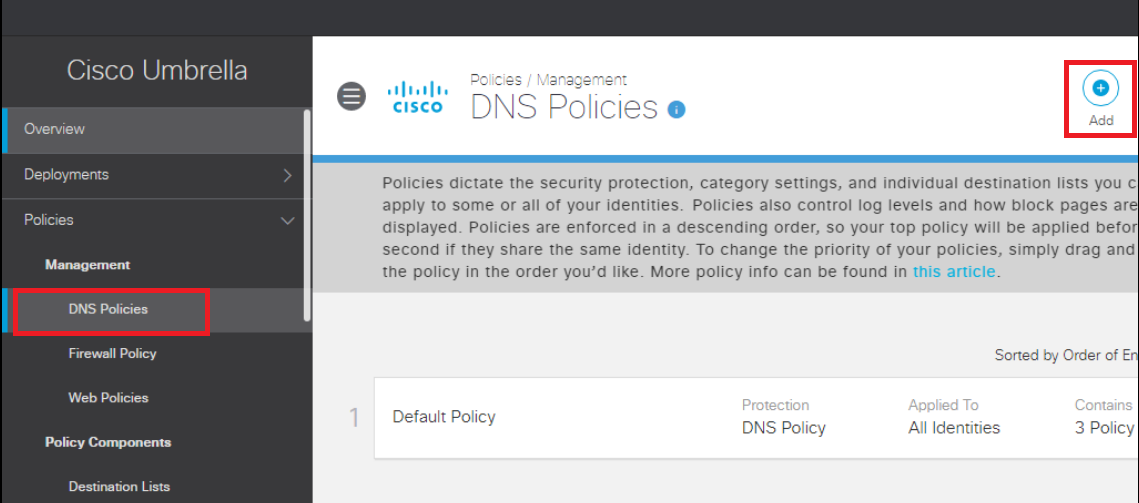 Cisco Umbrella
Overview
Deployments
Policies
Management
DNS Policies
Firewall Policy
Web Policies
Policy Components
Destination Lists
CISCO
Policies / Management
DNS Policies
Add
Policies dictate the security protection, category settings, and individual destination lists you c
apply to some or all of your identities. Policies also control log levels and how block pages are
displayed. Policies are enforced in a descending order, so your top policy will be applied befor
second if they share the same identity. To change the priority of your policies, simply drag and
the policy in the order you’d like. More policy info can be found in this article.
Sorted by Order of En
1
Default Policy
Protection
DNS Policy
Applied To
All Identities
Contains
3 Policy